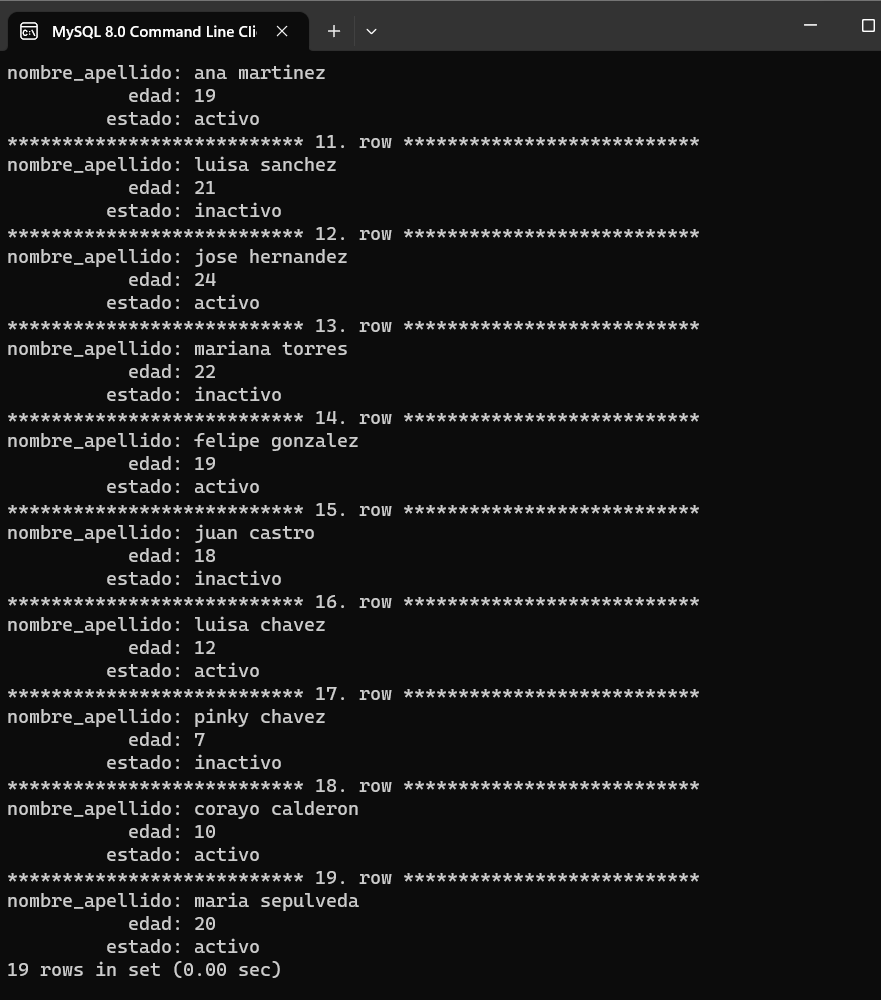 MySQL 8.0 Command Line Cli
nombre_apellido: ana martinez
           edad: 19
         estado: activo
*************************** 11. row ***************************
nombre_apellido: luisa sanchez
           edad: 21
         estado: inactivo
*************************** 12. row ***************************
nombre_apellido: jose hernandez
           edad: 24
         estado: activo
*************************** 13. row ***************************
nombre_apellido: mariana torres
           edad: 22
         estado: inactivo
*************************** 14. row ***************************
nombre_apellido: felipe gonzalez
           edad: 19
         estado: activo
*************************** 15. row ***************************
nombre_apellido: juan castro
           edad: 18
         estado: inactivo
*************************** 16. row ***************************
nombre_apellido: luisa chavez
           edad: 12
         estado: activo
*************************** 17. row ***************************
nombre_apellido: pinky chavez
           edad: 7
         estado: inactivo
*************************** 18. row ***************************
nombre_apellido: corayo calderon
           edad: 10
         estado: activo
*************************** 19. row ***************************
nombre_apellido: maria sepulveda
           edad: 20
         estado: activo
19 rows in set (0.00 sec)